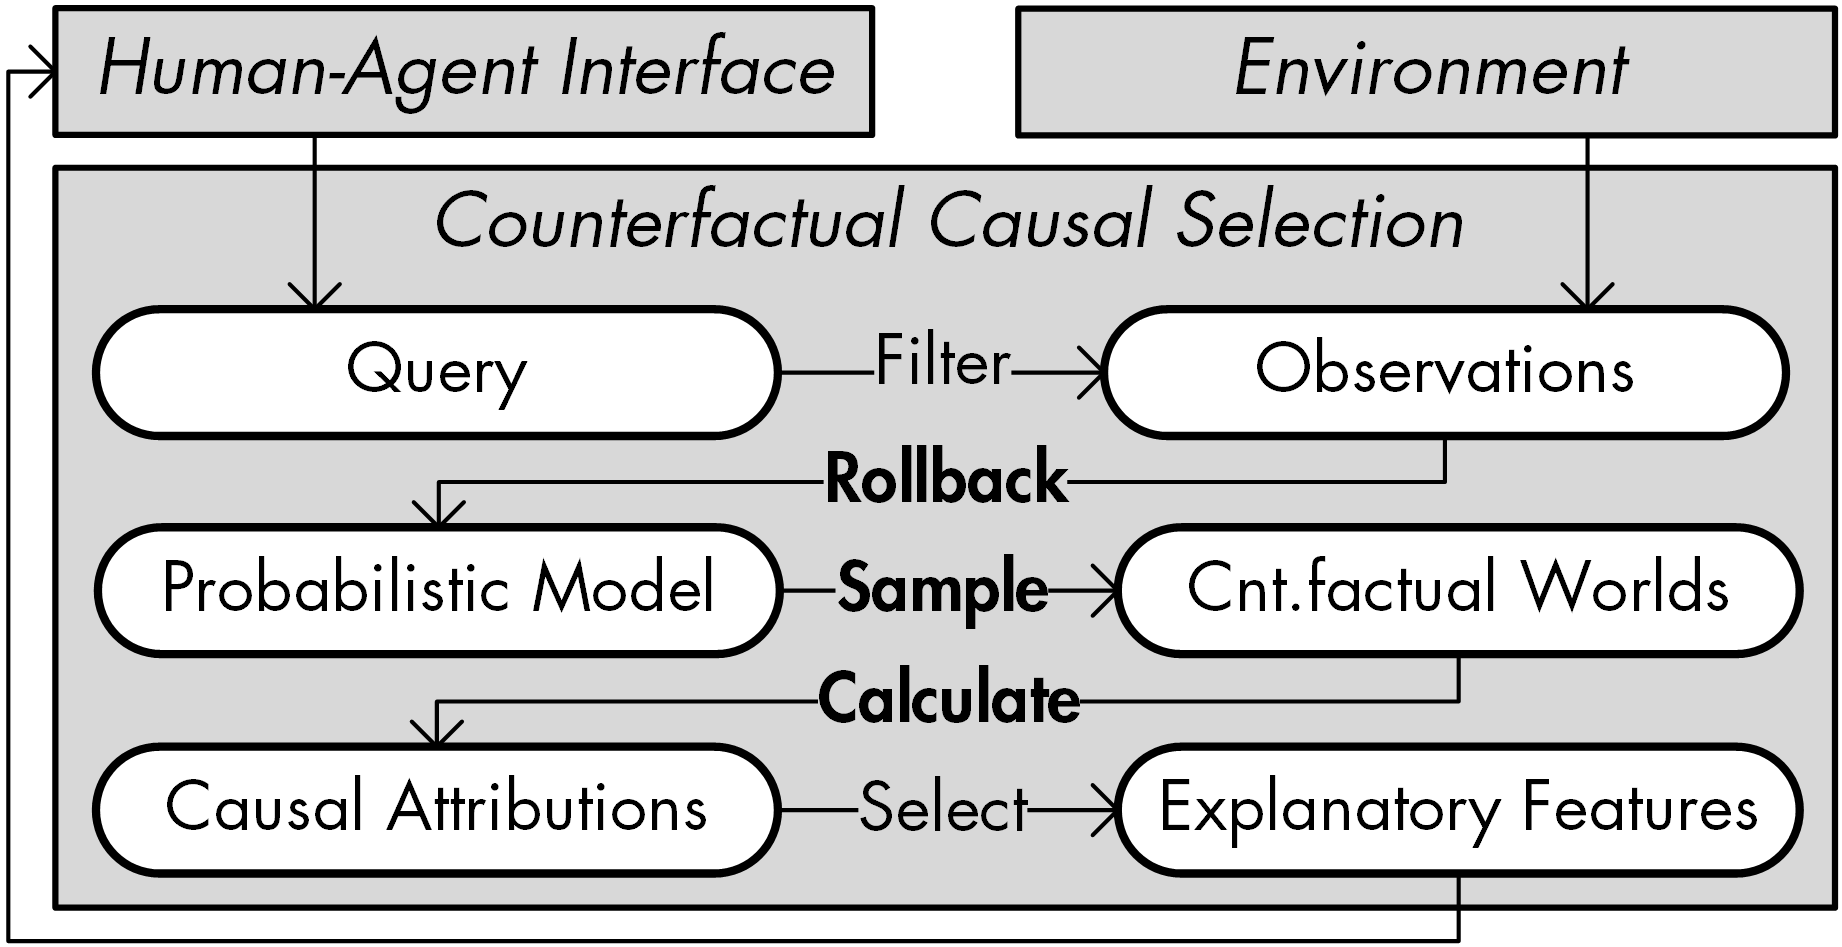 Human-Agent Interface
Environment
Counterfactual Causal Selection
Query
Filter
Observations
Rollback
Probabilistic Model
Sample
Cnt.factual Worlds
Calculate
Causal Attributions
Select
Explanatory Features